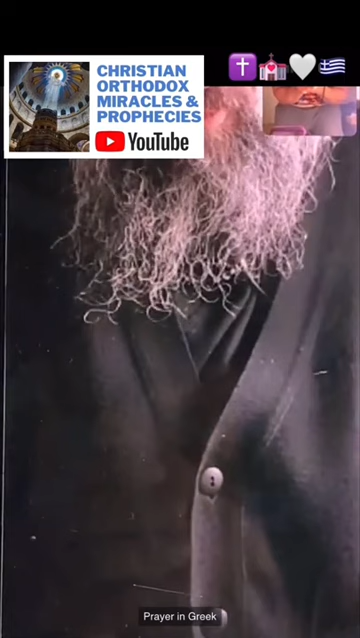 CHRISTIAN
ORTHODOX
MIRACLES &
PROPHECIES
YouTube
Prayer in Greek